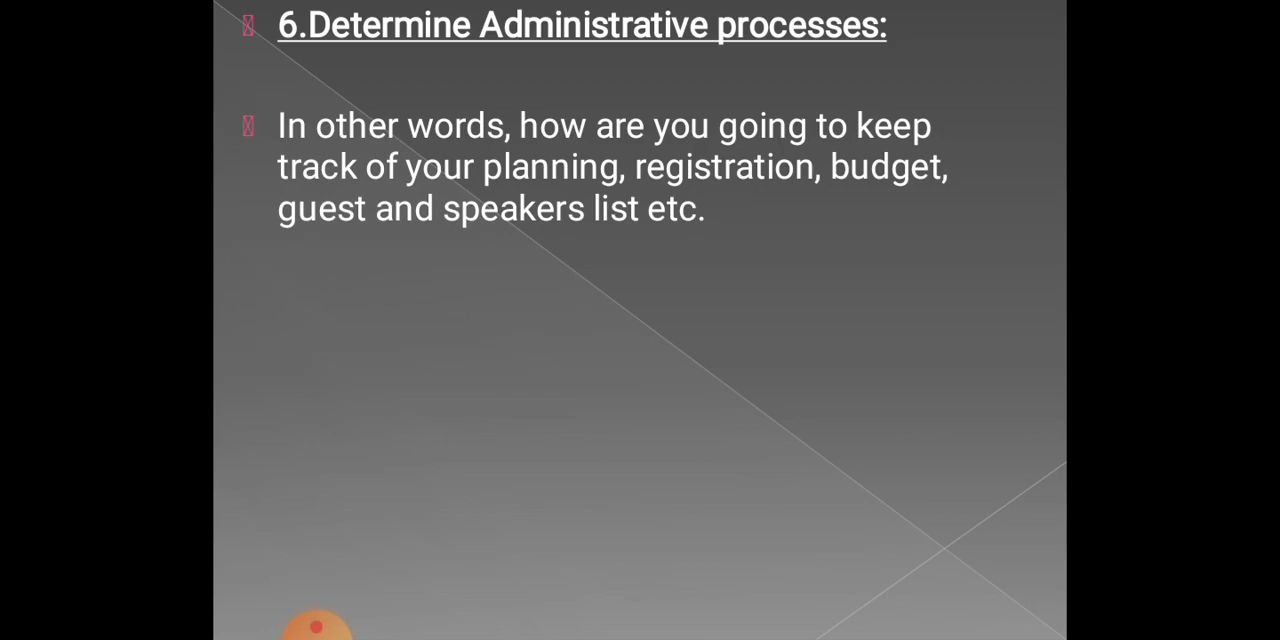 6.Determine Administrative processes:
In other words, how are you going to keep
track of your planning, registration, budget,
guest and speakers list etc.